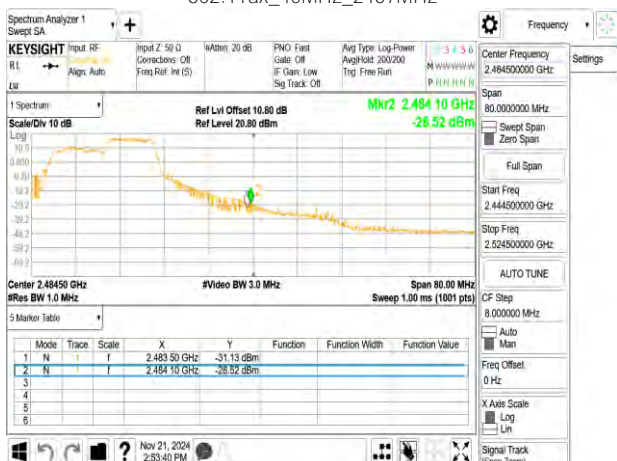 Spectrum Analyzer 1
Swept SA
+
Frequency
KEYSIGHT
RL
Input: RF
Align: Auto
Input Z: 50 Ω
Corrections: Off
Freq Ref: Int (S)
#Atten: 20 dB
PNO: Fast
Gate: Off
IF Gain: Low
Sig Track: Off
Avg Type: Log-Power
Avg|Hold: 200/200
Trig: Free Run
3 4 5 6
M W W W W W
P N N N N N
Center Frequency
2.484500000 GHz
Settings
Span
80.0000000 MHz
Swept Span
Zero Span
Full Span
Start Freq
2.444500000 GHz
Stop Freq
2.524500000 GHz
AUTO TUNE
CF Step
8.000000 MHz
Auto
Man
Freq Offset
0 Hz
X Axis Scale
Log
Lin
Signal Track
1 Spectrum
Scale/Div 10 dB
Log
Ref Lvl Offset 10.80 dB
Ref Level 20.80 dBm
Mkr2 2.484 10 GHz
-28.52 dBm
Center 2.48450 GHz
#Res BW 1.0 MHz
#Video BW 3.0 MHz
Span 80.00 MHz
Sweep 1.00 ms (1001 pts)
5 Marker Table
Mode Trace Scale X Y Function Function Width Function Value
1 N 1 f 2.483 50 GHz -31.13 dBm
2 N 1 f 2.484 10 GHz -28.52 dBm
3
4
5
6
?
Nov 21, 2024
2:53:40 PM